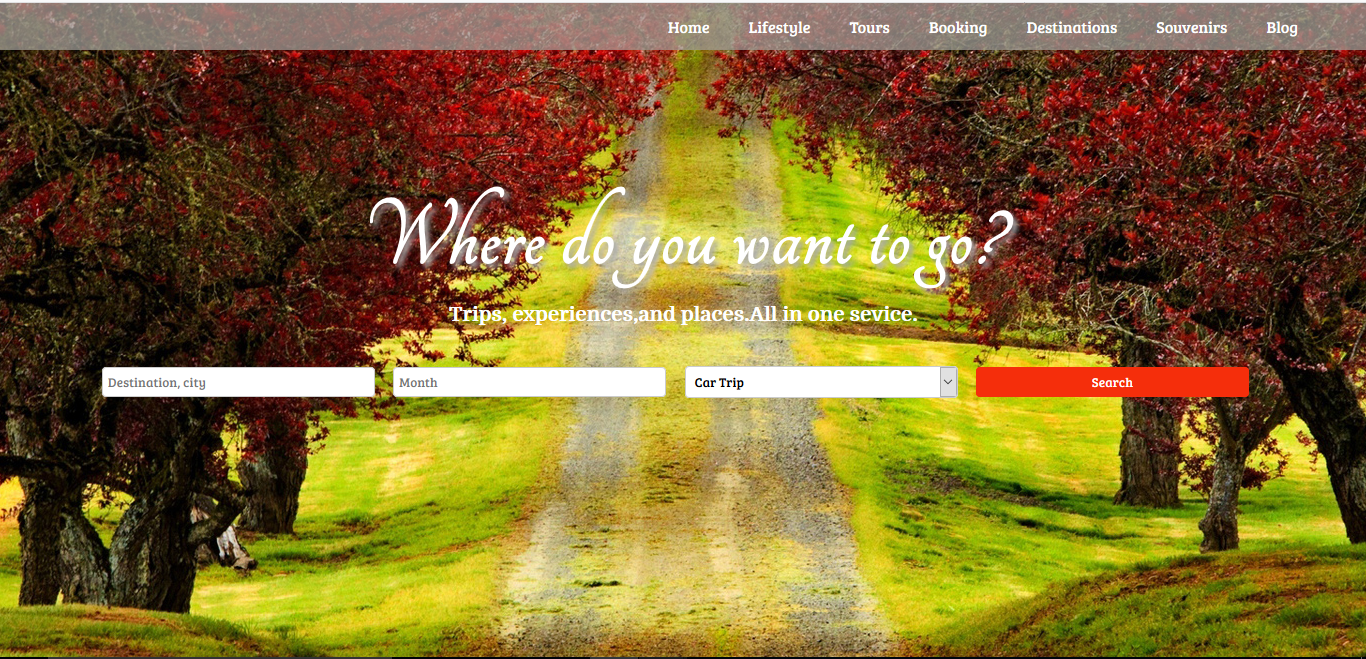 Home Lifestyle Tours Booking Destinations Souvenirs Blog
Where do you want to go?
Trips, experiences,and places.All in one sevice.
Destination, city Month Car Trip Search